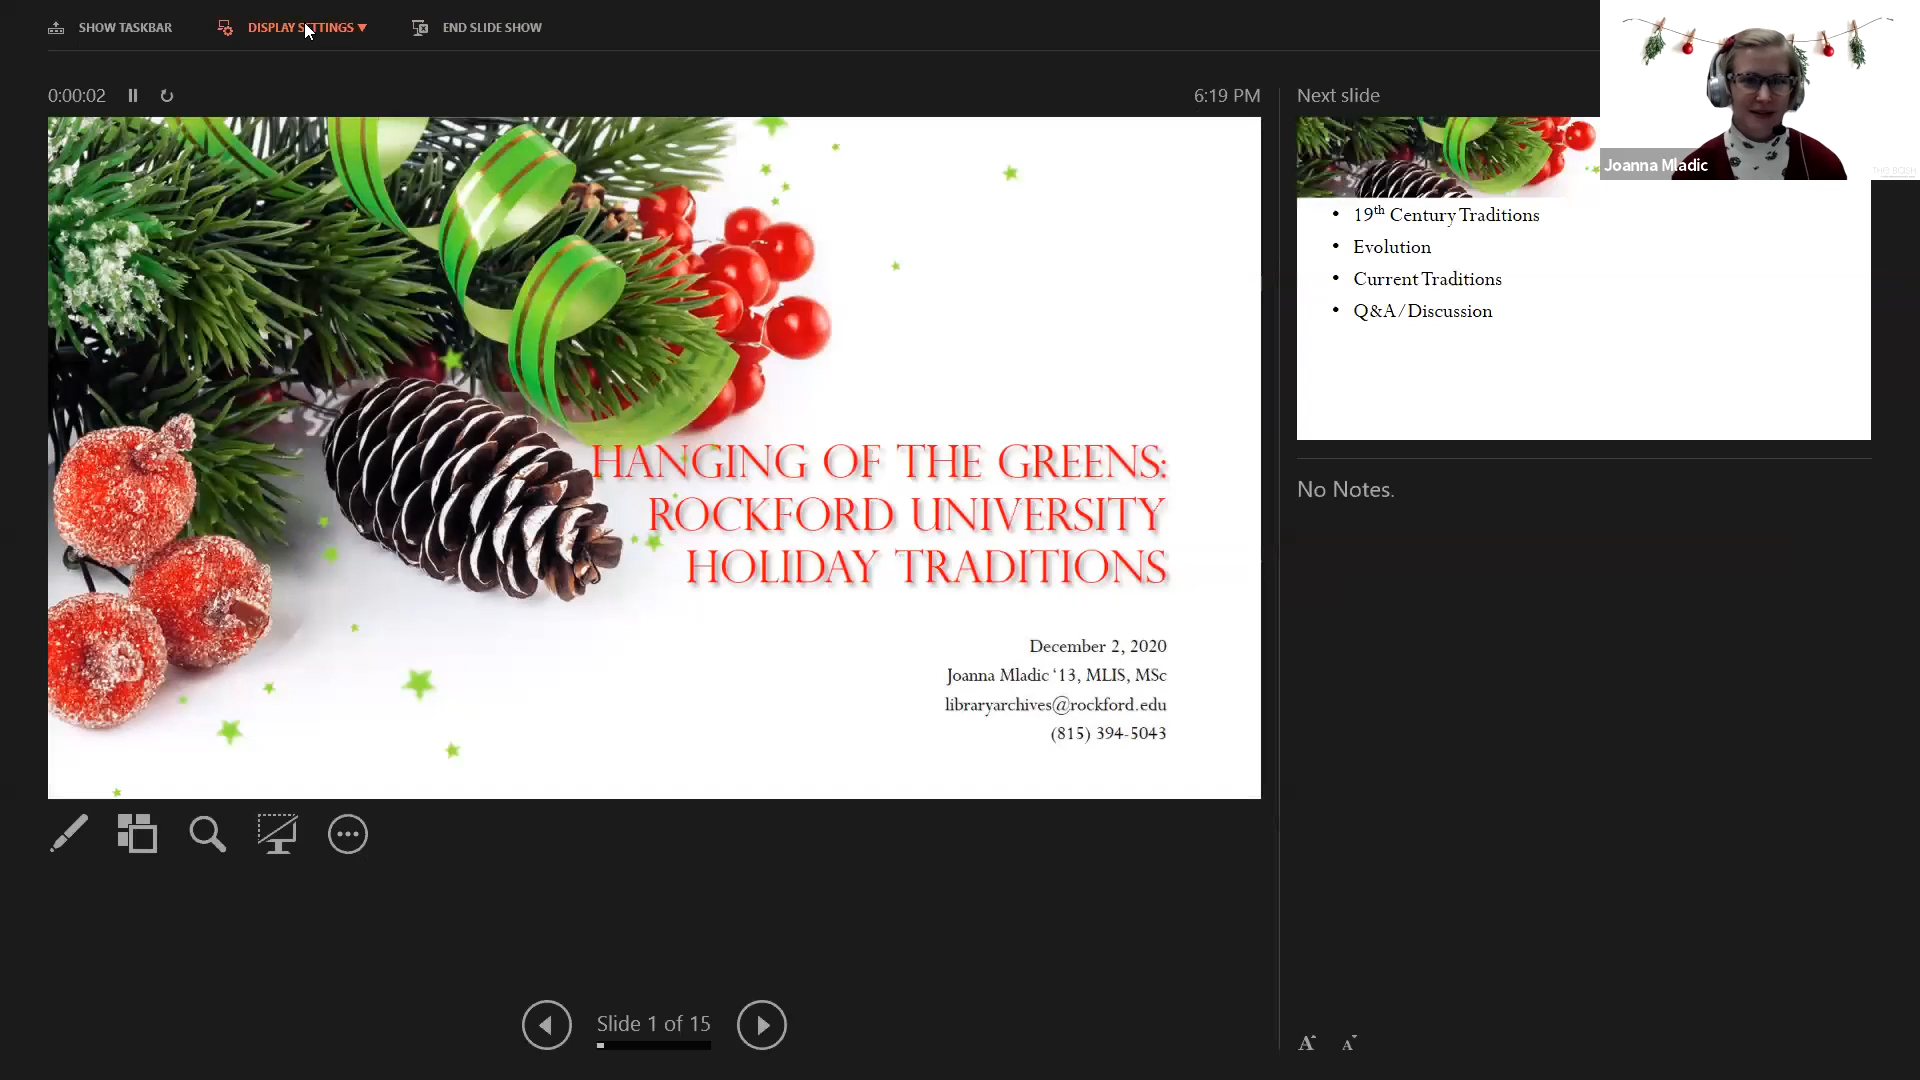 SHOW TASKBAR
DISPLAY SETTINGS
END SLIDE SHOW
0:00:02
6:19 PM
Next slide
Joanna Mladic
19th Century Traditions
Evolution
Current Traditions
Q&A/Discussion
No Notes.
HANGING OF THE GREENS:
ROCKFORD UNIVERSITY
HOLIDAY TRADITIONS
December 2, 2020
Joanna Mladic ‘13, MLIS, MSc
libraryarchives@rockford.edu
(815) 394-5043
Slide 1 of 15
A A